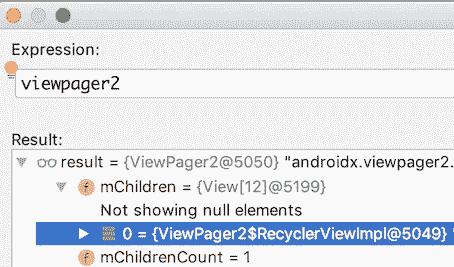 Expression:
viewpager2
Result:
result = {ViewPager2@5050} "androidx.viewpager2.
mChildren = {View[12]@5199}
Not showing null elements
0 = {ViewPager2$RecyclerViewImpl@5049} "
mChildrenCount = 1